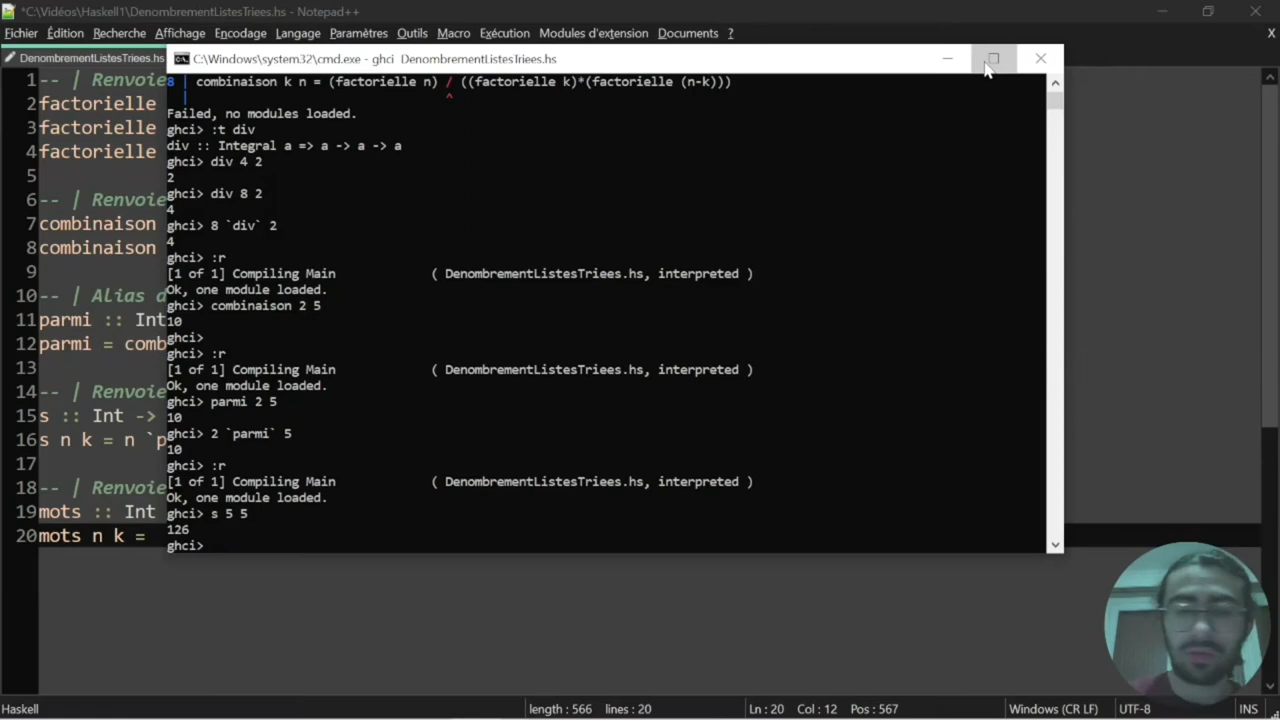 *C:\Vidéos\Haskell1\DenombrementListesTriees.hs - Notepad++
Fichier Édition Recherche Affichage Encodage Langage Paramètres Outils Macro Exécution Modules d'extension Documents ? X
DenombrementListesTriees.hs
C:\Windows\system32\cmd.exe - ghci DenombrementListesTriees.hs
1 -- | Renvoie
2 factorielle
3 factorielle
4 factorielle
5
6 -- | Renvoie
7 combinaison
8 combinaison
9
10 -- | Alias d
11 parmi :: Int
12 parmi = comb
13
14 -- | Renvoie
15 s :: Int ->
16 s n k = n `p
17
18 -- | Renvoie
19 mots :: Int
20 mots n k =
8 | combinaison k n = (factorielle n) / ((factorielle k)*(factorielle (n-k)))
| ^
Failed, no modules loaded.
ghci> :t div
div :: Integral a => a -> a -> a
ghci> div 4 2
2
ghci> div 8 2
4
ghci> 8 `div` 2
4
ghci> :r
[1 of 1] Compiling Main ( DenombrementListesTriees.hs, interpreted )
Ok, one module loaded.
ghci> combinaison 2 5
10
ghci>
ghci> :r
[1 of 1] Compiling Main ( DenombrementListesTriees.hs, interpreted )
Ok, one module loaded.
ghci> parmi 2 5
10
ghci> 2 `parmi` 5
10
ghci> :r
[1 of 1] Compiling Main ( DenombrementListesTriees.hs, interpreted )
Ok, one module loaded.
ghci> s 5 5
126
ghci>
Haskell length : 566 lines : 20 Ln : 20 Col : 12 Pos : 567 Windows (CR LF) UTF-8 INS